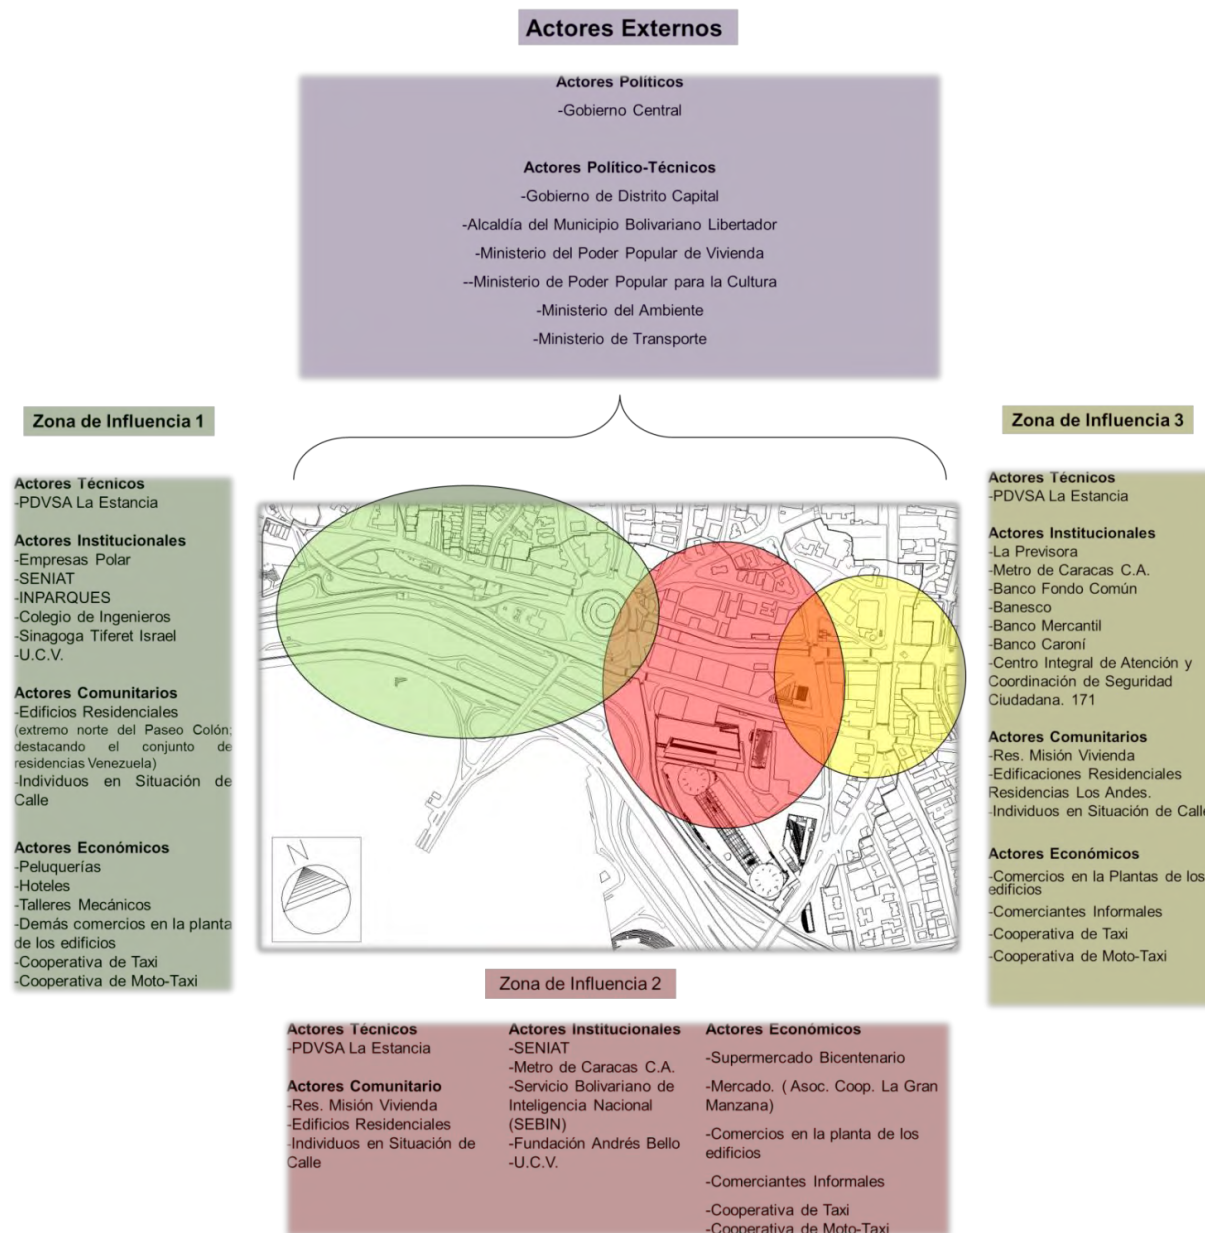 Actores Externos
Actores Políticos
-Gobierno Central
Actores Político-Técnicos
-Gobierno de Distrito Capital
-Alcaldía del Municipio Bolivariano Libertador
-Ministerio del Poder Popular de Vivienda
--Ministerio de Poder Popular para la Cultura
-Ministerio del Ambiente
-Ministerio de Transporte
Zona de Influencia 1
Actores Técnicos
-PDVSA La Estancia
Actores Institucionales
-Empresas Polar
-SENIAT
-INPARQUES
-Colegio de Ingenieros
-Sinagoga Tiferet Israel
-U.C.V.
Actores Comunitarios
-Edificios Residenciales
(extremo norte del Paseo Colón;
destacando el conjunto de
residencias Venezuela)
-Individuos en Situación de
Calle
Actores Económicos
-Peluquerías
-Hoteles
-Talleres Mecánicos
-Demás comercios en la planta
de los edificios
-Cooperativa de Taxi
-Cooperativa de Moto-Taxi
N
Zona de Influencia 3
Actores Técnicos
-PDVSA La Estancia
Actores Institucionales
-La Previsora
-Metro de Caracas C.A.
-Banco Fondo Común
-Banesco
-Banco Mercantil
-Banco Caroní
-Centro Integral de Atención y
Coordinación de Seguridad
Ciudadana. 171
Actores Comunitarios
-Res. Misión Vivienda
-Edificaciones Residenciales
Residencias Los Andes.
-Individuos en Situación de Calle
Actores Económicos
-Comercios en la Plantas de los
edificios
-Comerciantes Informales
-Cooperativa de Taxi
-Cooperativa de Moto-Taxi
Zona de Influencia 2
Actores Técnicos
-PDVSA La Estancia
Actores Comunitario
-Res. Misión Vivienda
-Edificios Residenciales
-Individuos en Situación de
Calle
Actores Institucionales
-SENIAT
-Metro de Caracas C.A.
-Servicio Bolivariano de
Inteligencia Nacional
(SEBIN)
-Fundación Andrés Bello
-U.C.V.
Actores Económicos
-Supermercado Bicentenario
-Mercado. ( Asoc. Coop. La Gran
Manzana)
-Comercios en la planta de los
edificios
-Comerciantes Informales
-Cooperativa de Taxi
-Cooperativa de Moto-Taxi